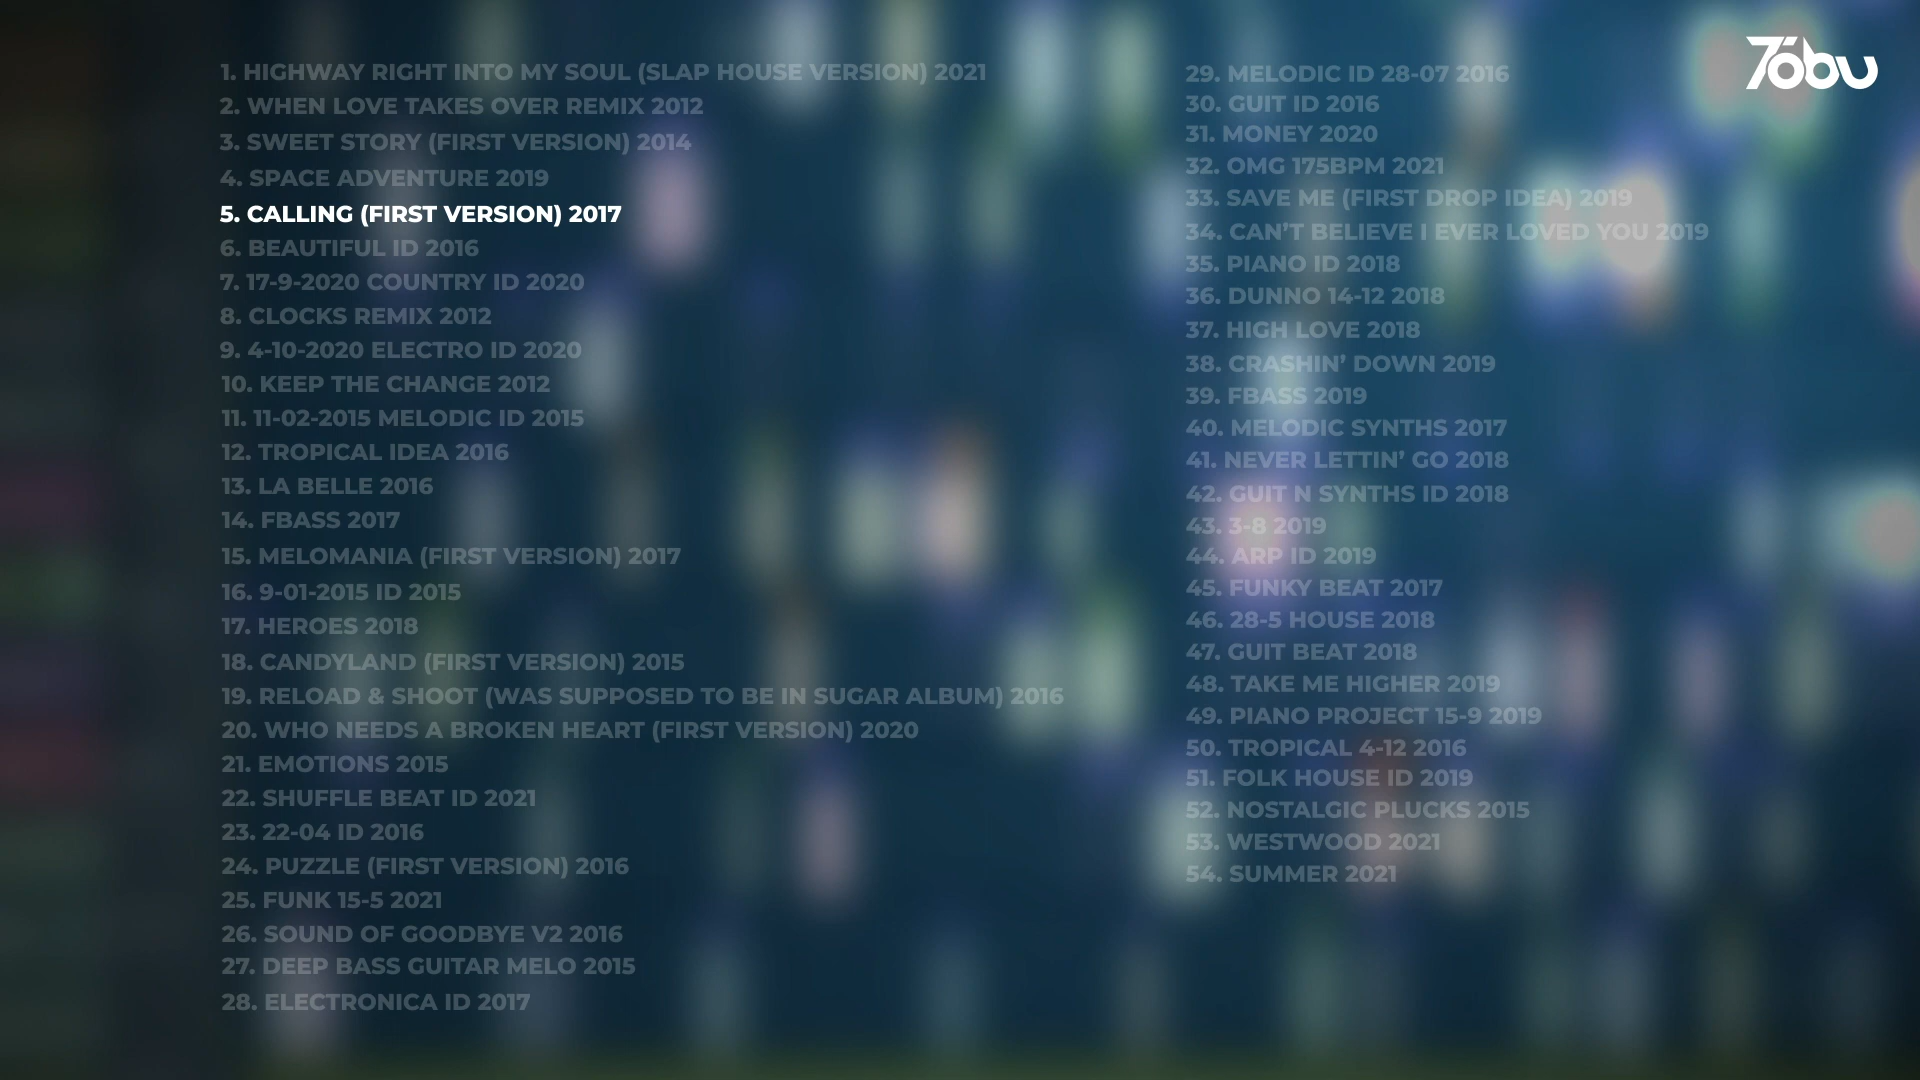 1. HIGHWAY RIGHT INTO MY SOUL (SLAP HOUSE VERSION) 2021
2. WHEN LOVE TAKES OVER REMIX 2012
3. SWEET STORY (FIRST VERSION) 2014
4. SPACE ADVENTURE 2019
5. CALLING (FIRST VERSION) 2017
6. BEAUTIFUL ID 2016
7. 17-9-2020 COUNTRY ID 2020
8. CLOCKS REMIX 2012
9. 4-10-2020 ELECTRO ID 2020
10. KEEP THE CHANGE 2012
11. 11-02-2015 MELODIC ID 2015
12. TROPICAL IDEA 2016
13. LA BELLE 2016
14. FBASS 2017
15. MELOMANIA (FIRST VERSION) 2017
16. 9-01-2015 ID 2015
17. HEROES 2018
18. CANDYLAND (FIRST VERSION) 2015
19. RELOAD & SHOOT (WAS SUPPOSED TO BE IN SUGAR ALBUM) 2016
20. WHO NEEDS A BROKEN HEART (FIRST VERSION) 2020
21. EMOTIONS 2015
22. SHUFFLE BEAT ID 2021
23. 22-04 ID 2016
24. PUZZLE (FIRST VERSION) 2016
25. FUNK 15-5 2021
26. SOUND OF GOODBYE V2 2016
27. DEEP BASS GUITAR MELO 2015
28. ELECTRONICA ID 2017
29. MELODIC ID 28-07 2016
30. GUIT ID 2016
31. MONEY 2020
32. OMG 175BPM 2021
33. SAVE ME (FIRST DROP IDEA) 2019
34. CAN'T BELIEVE I EVER LOVED YOU 2019
35. PIANO ID 2018
36. DUNNO 14-12 2018
37. HIGH LOVE 2018
38. CRASHIN' DOWN 2019
39. FBASS 2019
40. MELODIC SYNTHS 2017
41. NEVER LETTIN' GO 2018
42. GUIT N SYNTHS ID 2018
43. 3-8 2019
44. ARP ID 2019
45. FUNKY BEAT 2017
46. 28-5 HOUSE 2018
47. GUIT BEAT 2018
48. TAKE ME HIGHER 2019
49. PIANO PROJECT 15-9 2019
50. TROPICAL 4-12 2016
51. FOLK HOUSE ID 2019
52. NOSTALGIC PLUCKS 2015
53. WESTWOOD 2021
54. SUMMER 2021
Tobu